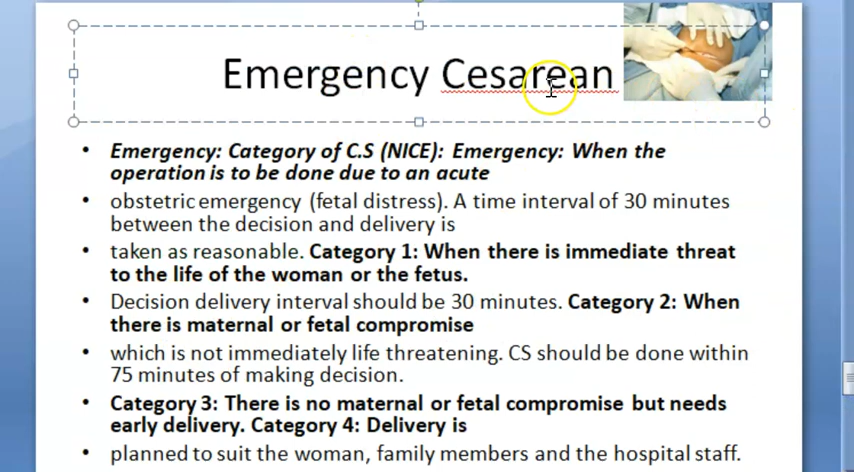 Emergency Cesarean
• Emergency: Category of C.S (NICE): Emergency: When the
operation is to be done due to an acute
• obstetric emergency (fetal distress). A time interval of 30 minutes
between the decision and delivery is
• taken as reasonable. Category 1: When there is immediate threat
to the life of the woman or the fetus.
• Decision delivery interval should be 30 minutes. Category 2: When
there is maternal or fetal compromise
• which is not immediately life threatening. CS should be done within
75 minutes of making decision.
• Category 3: There is no maternal or fetal compromise but needs
early delivery. Category 4: Delivery is
• planned to suit the woman, family members and the hospital staff.